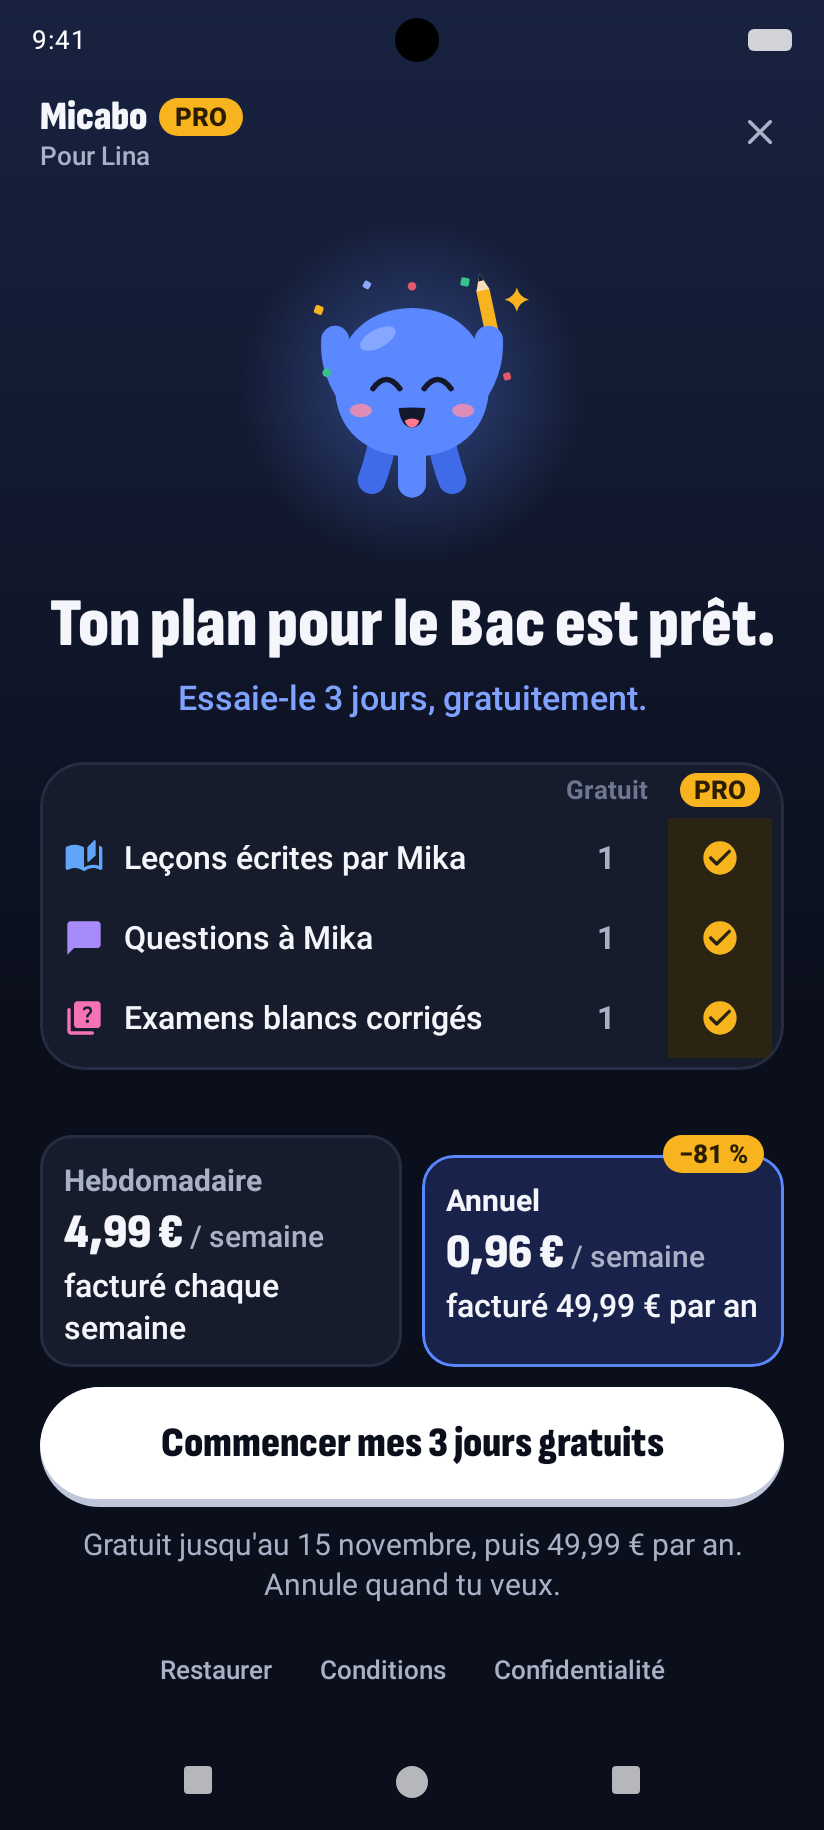 9:41
Micabo PRO
Pour Lina
Ton plan pour le Bac est prêt.
Essaie-le 3 jours, gratuitement.
Gratuit PRO
Leçons écrites par Mika 1
Questions à Mika 1
? Examens blancs corrigés 1
Hebdomadaire
4,99 € / semaine
facturé chaque
semaine
−81 %
Annuel
0,96 € / semaine
facturé 49,99 € par an
Commencer mes 3 jours gratuits
Gratuit jusqu'au 15 novembre, puis 49,99 € par an.
Annule quand tu veux.
Restaurer Conditions Confidentialité